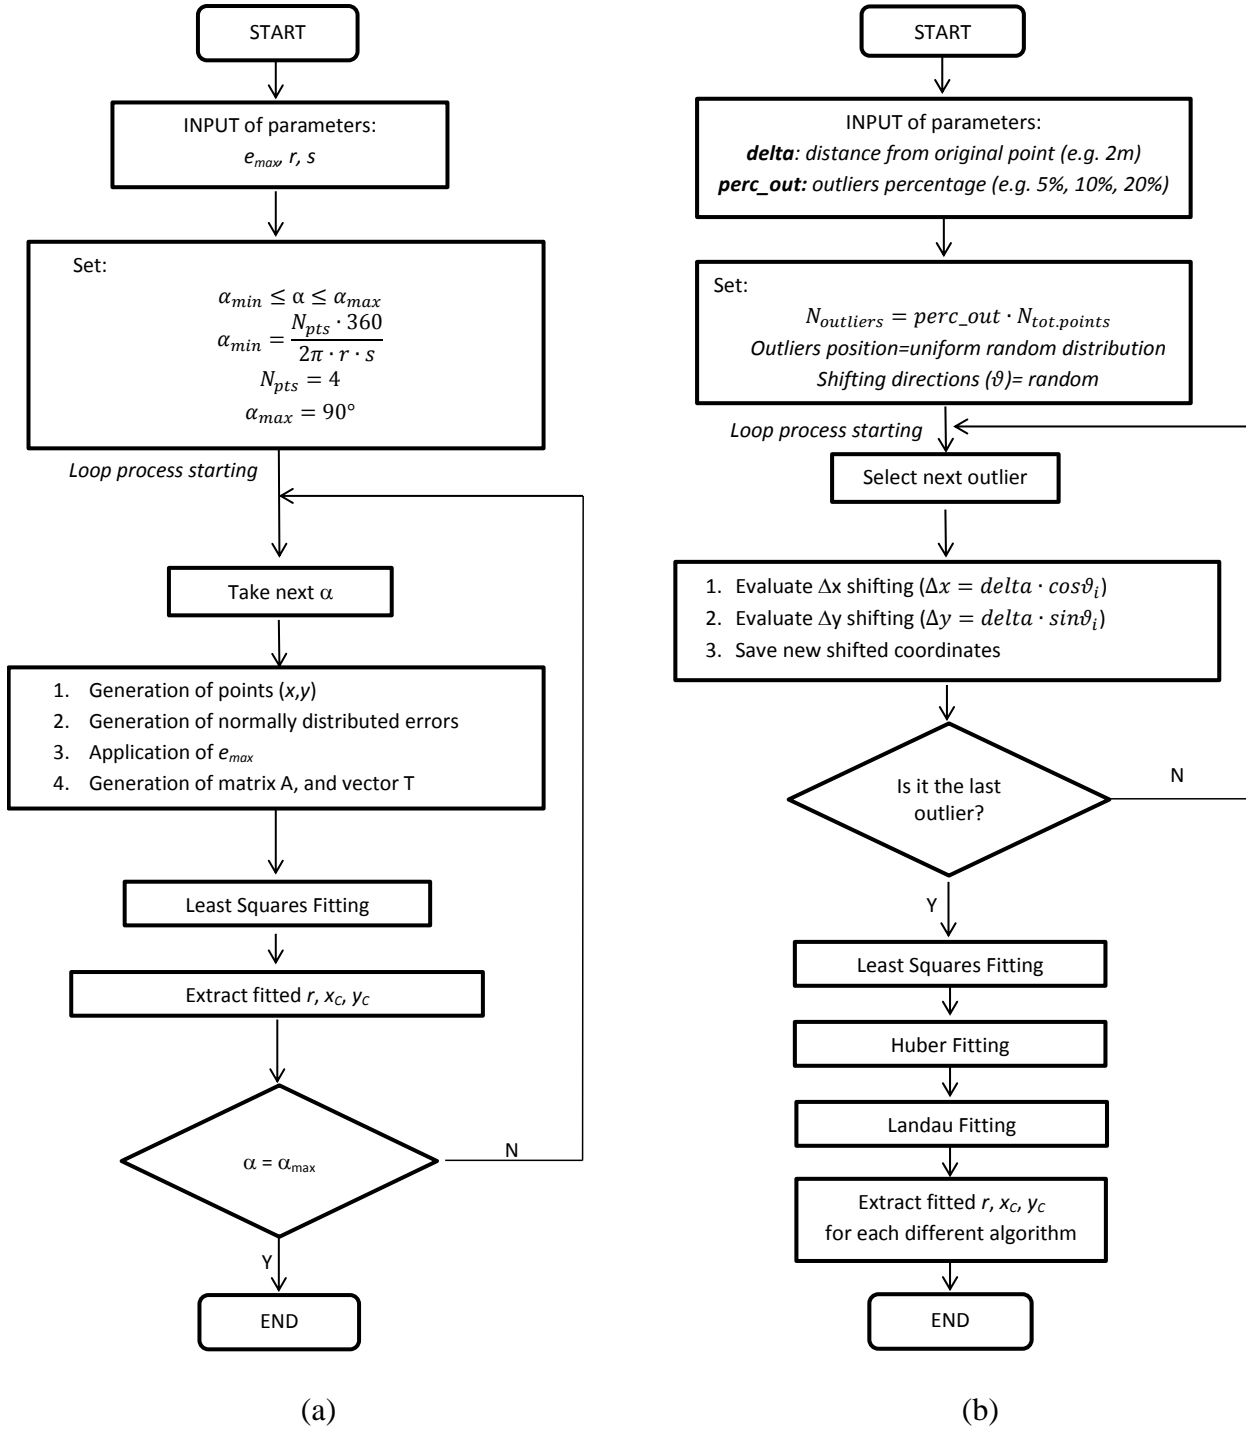 START
INPUT of parameters:
e_max, r, s
Set:
α_min ≤ α ≤ α_max
α_min = N_pts · 360 / 2π · r · s
N_pts = 4
α_max = 90°
Loop process starting
Take next α
1. Generation of points (x,y)
2. Generation of normally distributed errors
3. Application of e_max
4. Generation of matrix A, and vector T
Least Squares Fitting
Extract fitted r, x_C, y_C
α = α_max
N
Y
END
(a)
START
INPUT of parameters:
delta: distance from original point (e.g. 2m)
perc_out: outliers percentage (e.g. 5%, 10%, 20%)
Set:
N_outliers = perc_out · N_tot.points
Outliers position=uniform random distribution
Shifting directions (ϑ)= random
Loop process starting
Select next outlier
1. Evaluate Δx shifting (Δx = delta · cosϑ_i)
2. Evaluate Δy shifting (Δy = delta · sinϑ_i)
3. Save new shifted coordinates
Is it the last
outlier?
N
Y
Least Squares Fitting
Huber Fitting
Landau Fitting
Extract fitted r, x_C, y_C
for each different algorithm
END
(b)